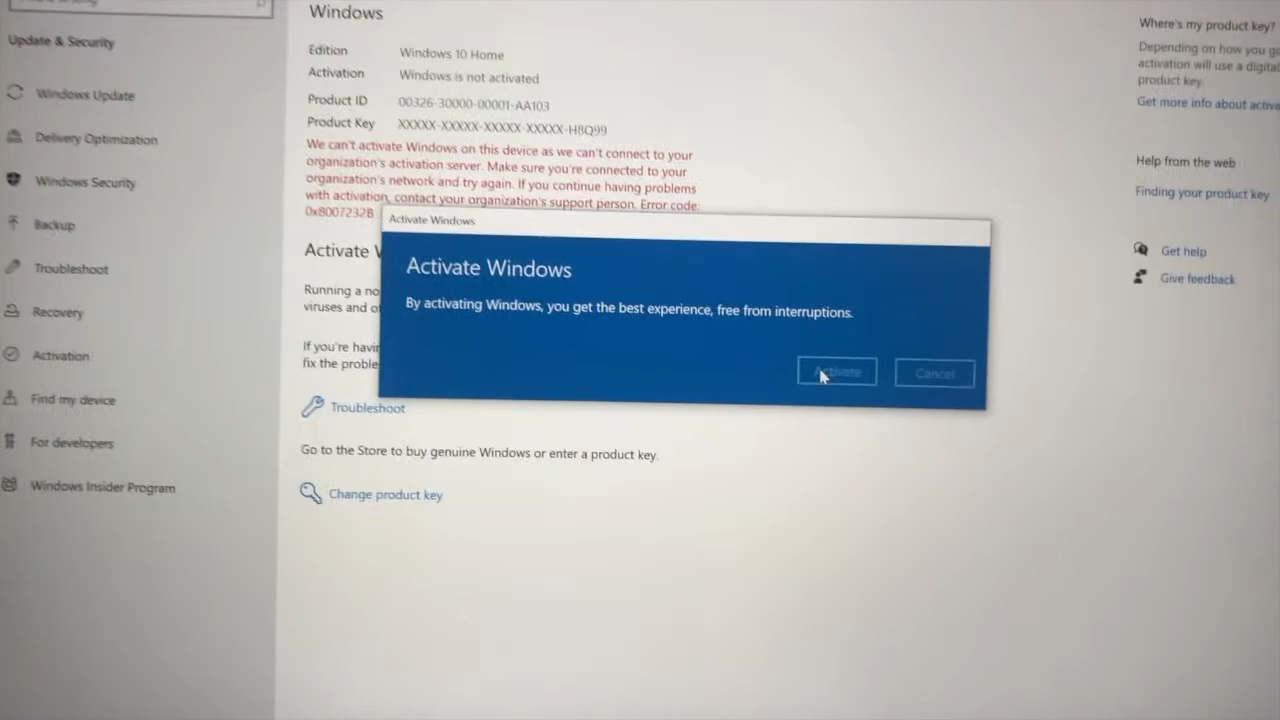 Windows
Update & Security
Windows Update
Delivery Optimization
Windows Security
Backup
Troubleshoot
Recovery
Activation
Find my device
For developers
Windows Insider Program
Edition Windows 10 Home
Activation Windows is not activated
Product ID 00326-30000-00001-AA103
Product Key XXXXX-XXXXX-XXXXX-XXXXX-H8Q99
We can't activate Windows on this device as we can't connect to your
organization's activation server. Make sure you're connected to your
organization's network and try again. If you continue having problems
with activation, contact your organization's support person. Error code:
0x8007232B
Activate Windows
Activate Windows
By activating Windows, you get the best experience, free from interruptions.
Activate Cancel
Activate
Running a
viruses and
If you're
fix the
Troubleshoot
Go to the Store to buy genuine Windows or enter a product key.
Change product key
Where's my product key?
Depending on how you
activation will use a digital
product key.
Get more info about
Help from the web
Finding your product key
Get help
Give feedback